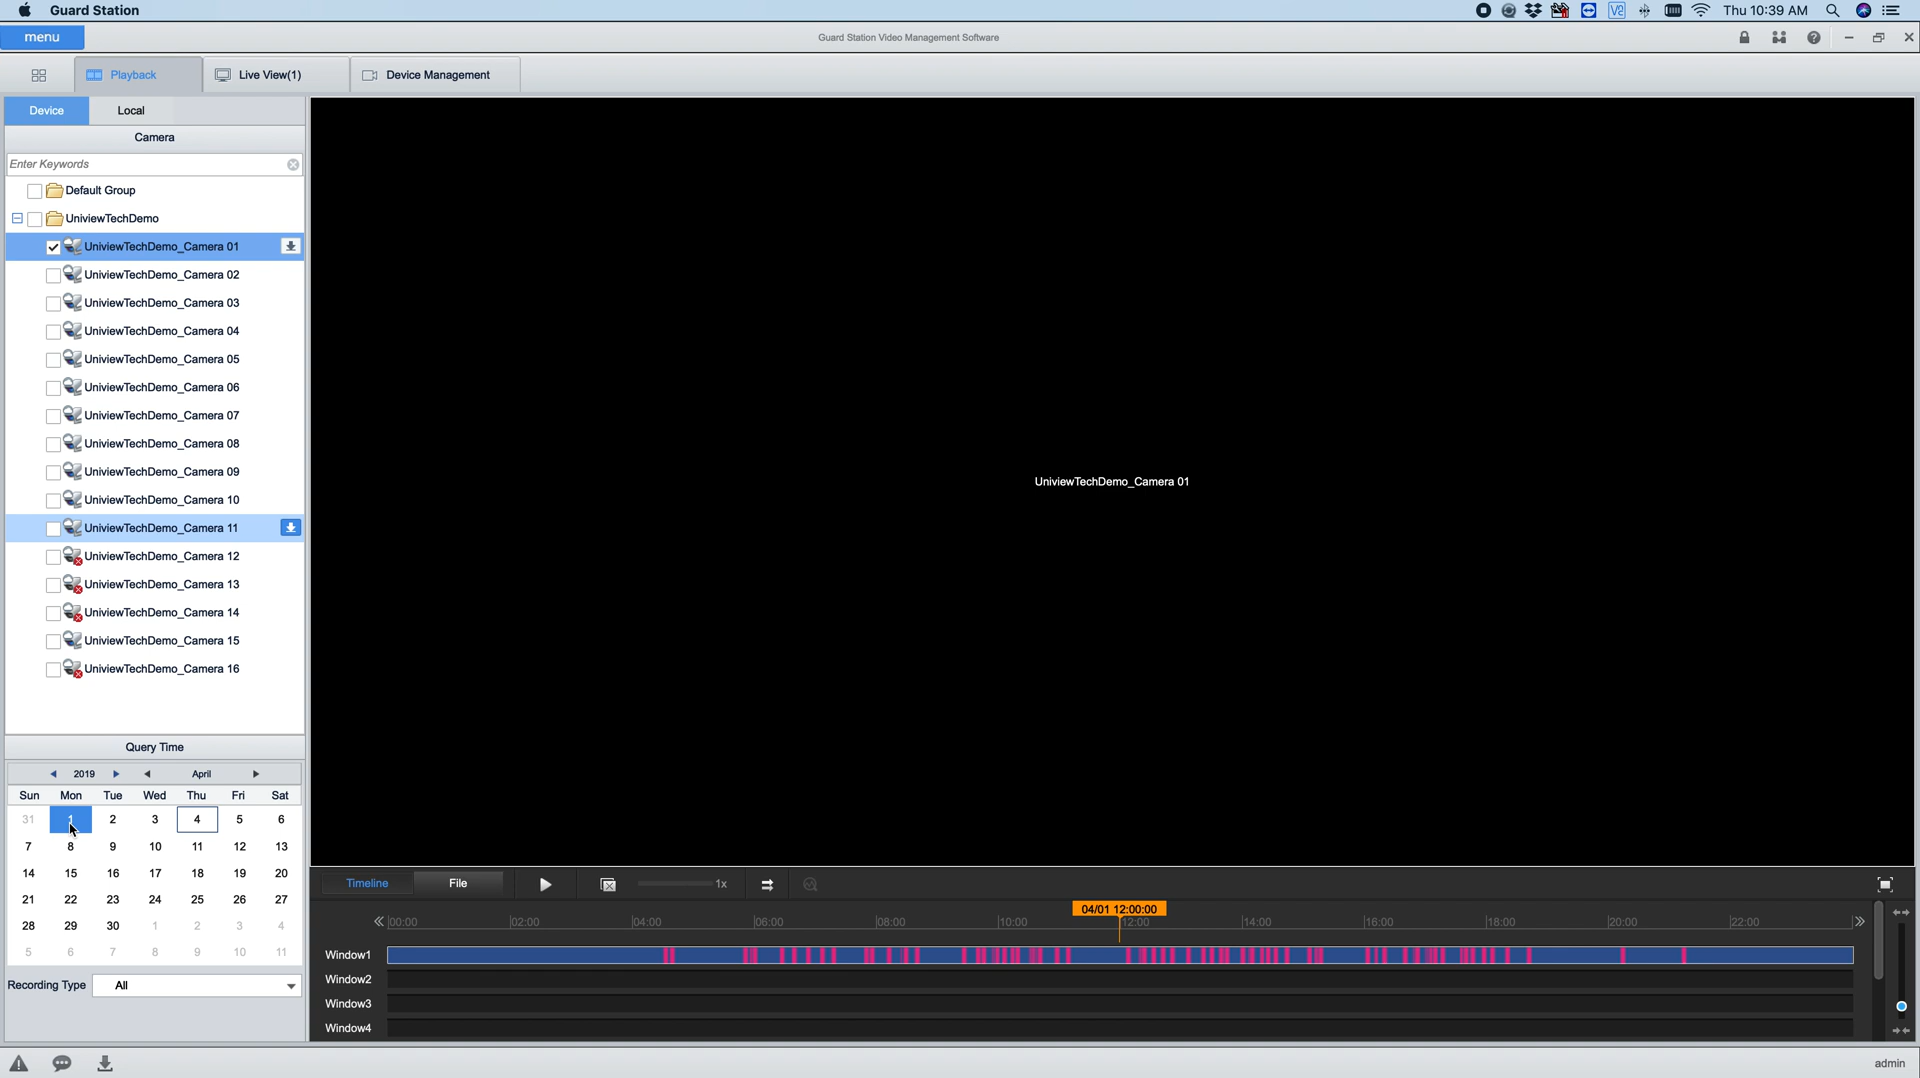 Guard Station
Thu 10:39 AM
menu
Guard Station Video Management Software
Playback
Live View(1)
Device Management
Device
Local
Camera
Enter Keywords
Default Group
UniviewTechDemo
UniviewTechDemo_Camera 01
UniviewTechDemo_Camera 02
UniviewTechDemo_Camera 03
UniviewTechDemo_Camera 04
UniviewTechDemo_Camera 05
UniviewTechDemo_Camera 06
UniviewTechDemo_Camera 07
UniviewTechDemo_Camera 08
UniviewTechDemo_Camera 09
UniviewTechDemo_Camera 10
UniviewTechDemo_Camera 11
UniviewTechDemo_Camera 12
UniviewTechDemo_Camera 13
UniviewTechDemo_Camera 14
UniviewTechDemo_Camera 15
UniviewTechDemo_Camera 16
Query Time
2019 April
Sun Mon Tue Wed Thu Fri Sat
31 1 2 3 4 5 6
7 8 9 10 11 12 13
14 15 16 17 18 19 20
21 22 23 24 25 26 27
28 29 30 1 2 3 4
5 6 7 8 9 10 11
Recording Type All
UniviewTechDemo_Camera 01
Timeline File 1x
04/01 12:00:00
00:00 02:00 04:00 06:00 08:00 10:00 12:00 14:00 16:00 18:00 20:00 22:00
Window1
Window2
Window3
Window4
admin